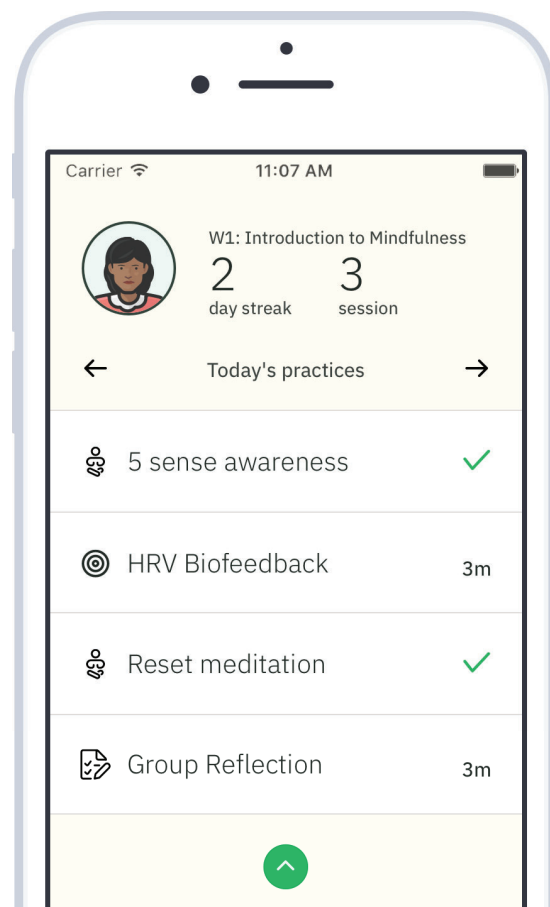 Carrier 11:07 AM
W1: Introduction to Mindfulness
2 3
day streak session
Today's practices
5 sense awareness
HRV Biofeedback 3m
Reset meditation
Group Reflection 3m